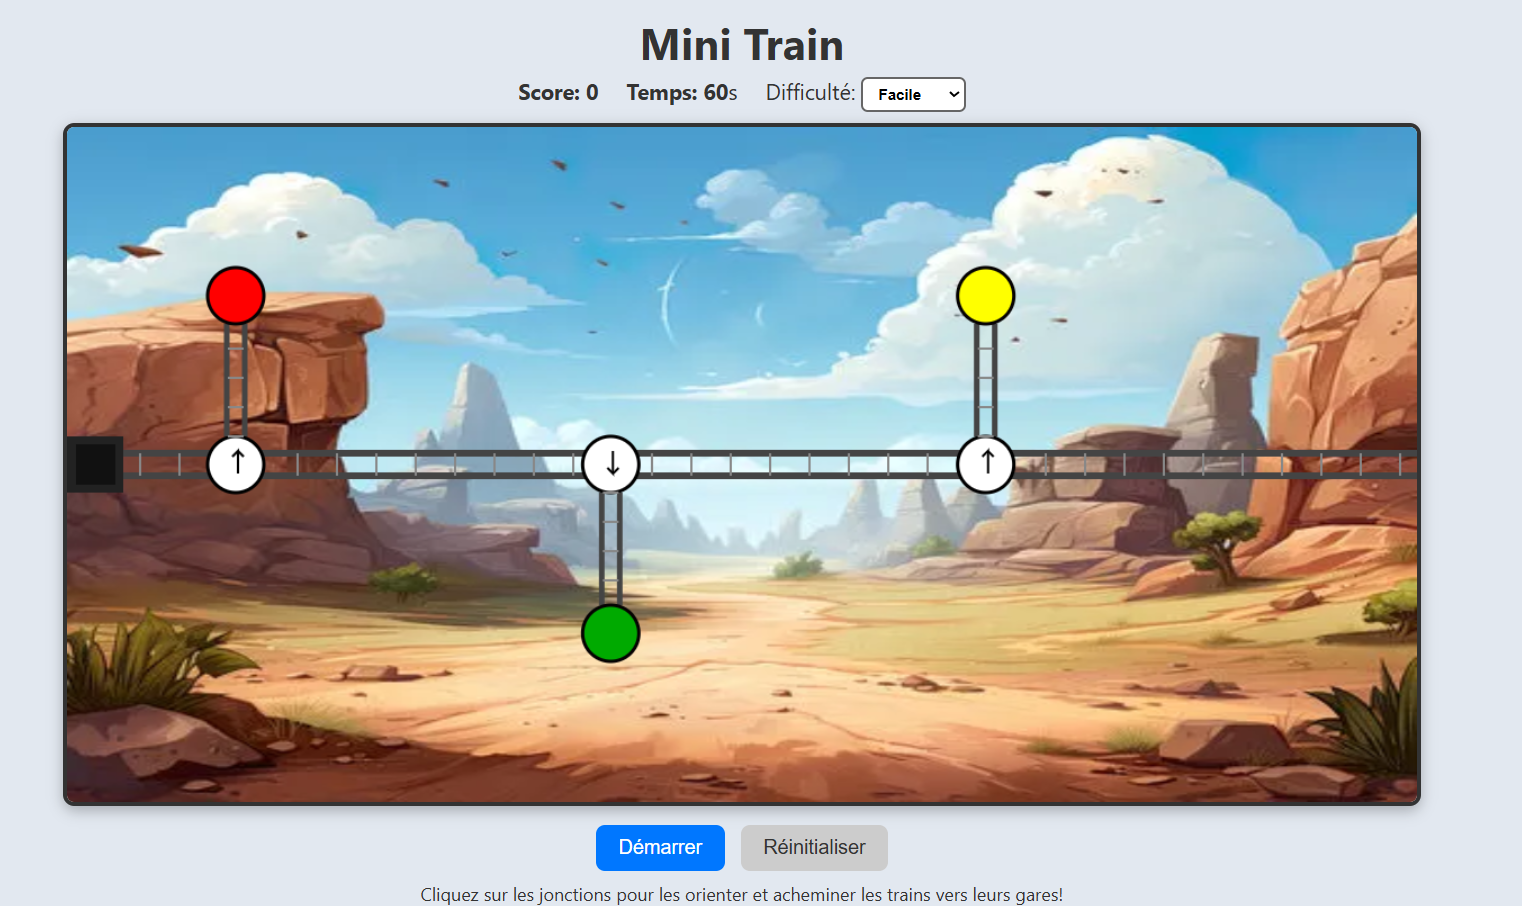 Mini Train
Score: 0 Temps: 60s Difficulté: Facile
↑ ↓ ↑
Démarrer Réinitialiser
Cliquez sur les jonctions pour les orienter et acheminer les trains vers leurs gares!